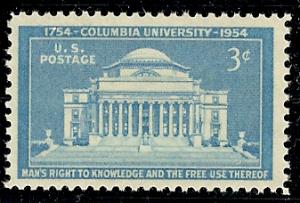 1754-COLUMBIA UNIVERSITY-1954
U.S. POSTAGE
3¢
MAN'S RIGHT TO KNOWLEDGE AND THE FREE USE THEREOF